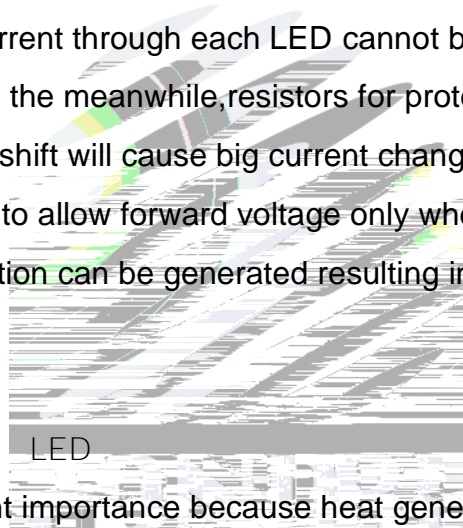 rrent through each LED cannot b
the meanwhile,resistors for prote
shift will cause big current chang
to allow forward voltage only whe
tion can be generated resulting in
LED
nt importance because heat gene